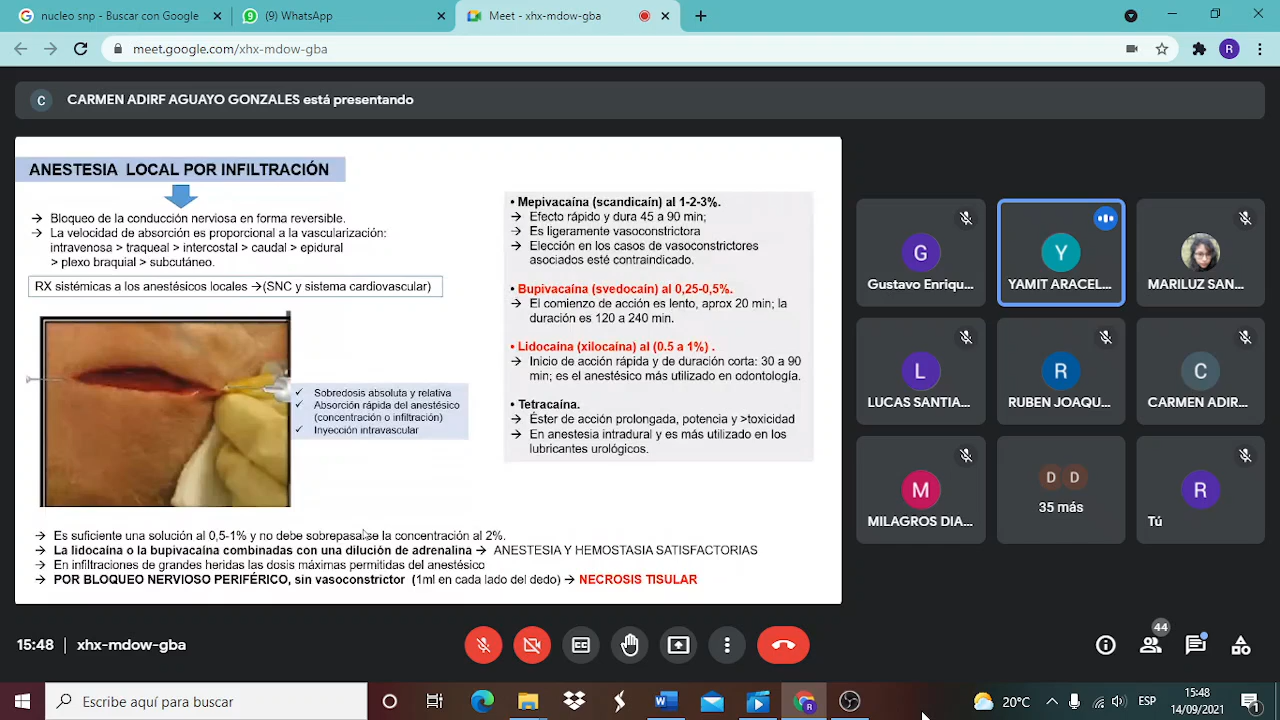 nucleo snp - Buscar con Google
(9) WhatsApp
Meet - xhx-mdow-gba
meet.google.com/xhx-mdow-gba
R
C CARMEN ADIRF AGUAYO GONZALES está presentando
ANESTESIA LOCAL POR INFILTRACIÓN
→ Bloqueo de la conducción nerviosa en forma reversible.
→ La velocidad de absorción es proporcional a la vascularización:
intravenosa > traqueal > intercostal > caudal > epidural
> plexo braquial > subcutáneo.
RX sistémicas a los anestésicos locales →(SNC y sistema cardiovascular)
✓ Sobredosis absoluta y relativa
✓ Absorción rápida del anestésico
(concentración o infiltración)
✓ Inyección intravascular
• Mepivacaína (scandicaín) al 1-2-3%.
→ Efecto rápido y dura 45 a 90 min;
→ Es ligeramente vasoconstrictora
→ Elección en los casos de vasoconstrictores
asociados esté contraindicado.
• Bupivacaína (svedocaín) al 0,25-0,5%.
→ El comienzo de acción es lento, aprox 20 min; la
duración es 120 a 240 min.
• Lidocaina (xilocaína) al (0.5 a 1%) .
→ Inicio de acción rápida y de duración corta: 30 a 90
min; es el anestésico más utilizado en odontología.
• Tetracaína.
→ Éster de acción prolongada, potencia y >toxicidad
→ En anestesia intradural y es más utilizado en los
lubricantes urológicos.
→ Es suficiente una solución al 0,5-1% y no debe sobrepasarse la concentración al 2%.
→ La lidocaína o la bupivacaína combinadas con una dilución de adrenalina → ANESTESIA Y HEMOSTASIA SATISFACTORIAS
→ En infiltraciones de grandes heridas las dosis máximas permitidas del anestésico
→ POR BLOQUEO NERVIOSO PERIFÉRICO, sin vasoconstrictor (1ml en cada lado del dedo) → NECROSIS TISULAR
G
Gustavo Enriqu...
Y
YAMIT ARACEL...
MARILUZ SAN...
L
LUCAS SANTIA...
R
RUBEN JOAQU...
C
CARMEN ADIR...
M
MILAGROS DIA...
D D
35 más
R
Tú
15:48 | xhx-mdow-gba
44
Escribe aquí para buscar
20°C
ESP
15:48
14/09/2021
1